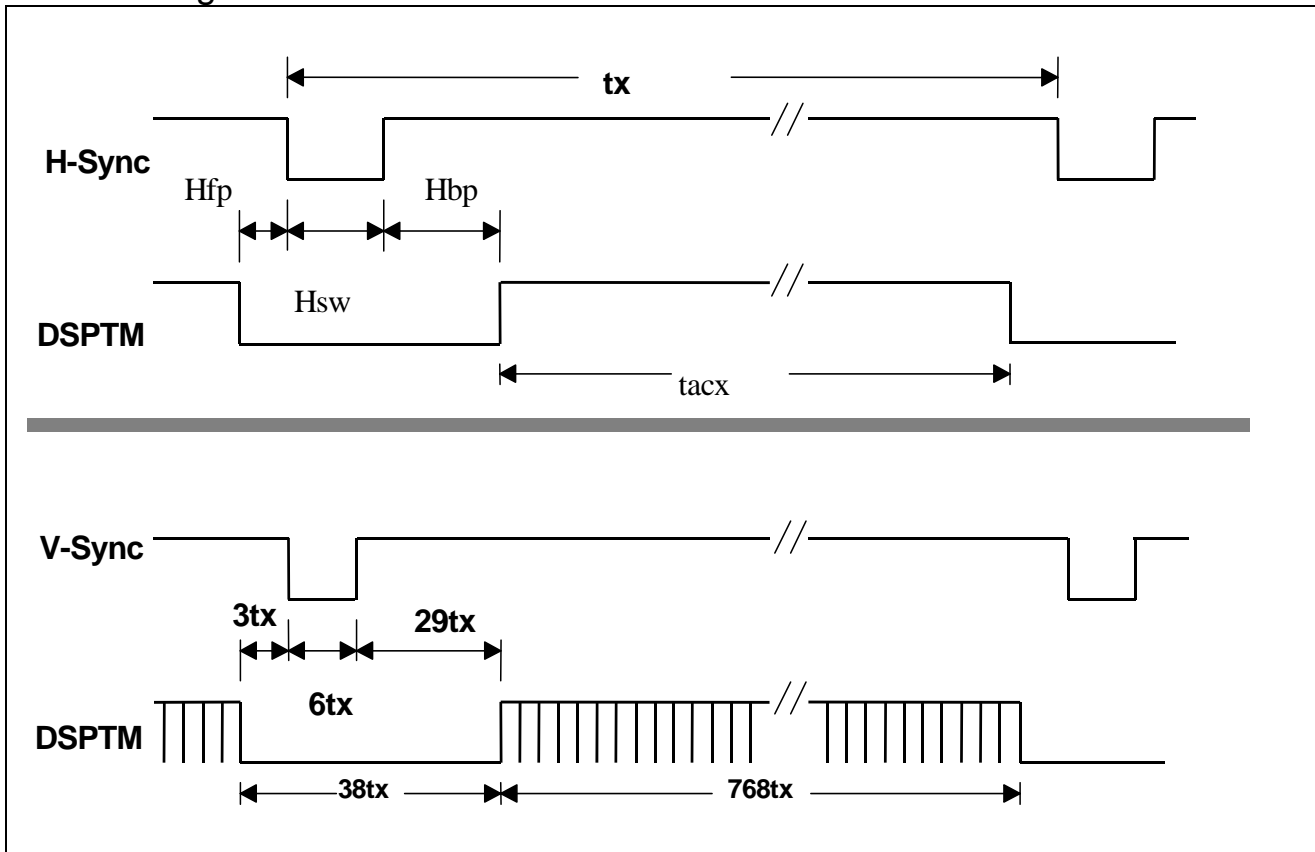 tx
H-Sync
Hfp
Hbp
Hsw
DSPTM
tacx
V-Sync
3tx
29tx
6tx
DSPTM
38tx
768tx